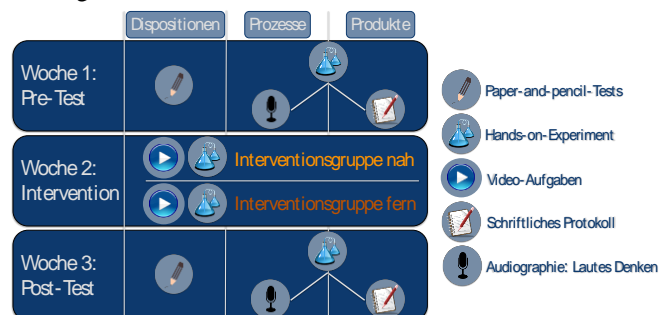 Dispositionen Prozesse Produkte
Woche 1:
Pre-Test
Woche 2:
Intervention
Interventionsgruppe nah
Interventionsgruppe fern
Woche 3:
Post-Test
Paper-and-pencil-Tests
Hands-on-Experiment
Video-Aufgaben
Schriftliches Protokoll
Audiographie: Lautes Denken